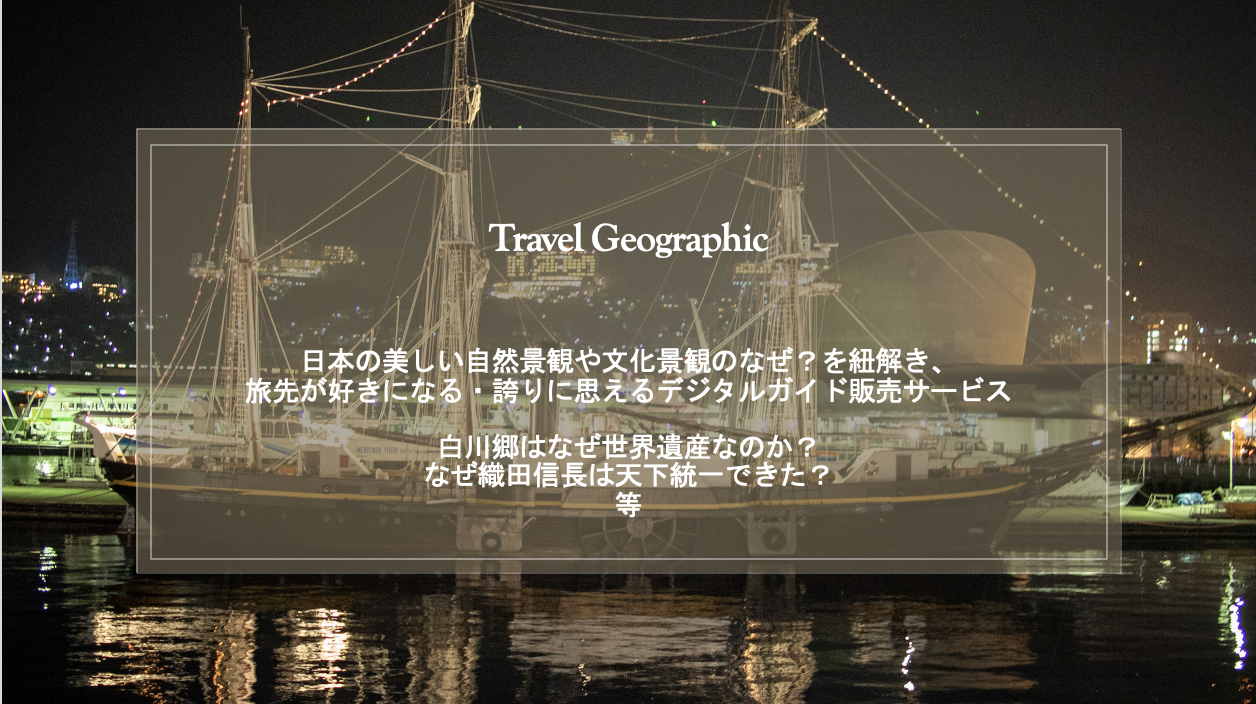 Travel Geographic
日本の美しい自然景観や文化景観のなぜ？を紐解き、
旅先が好きになる・誇りに思えるデジタルガイド販売サービス
白川郷はなぜ世界遺産なのか？
なぜ織田信長は天下統一できた？
等